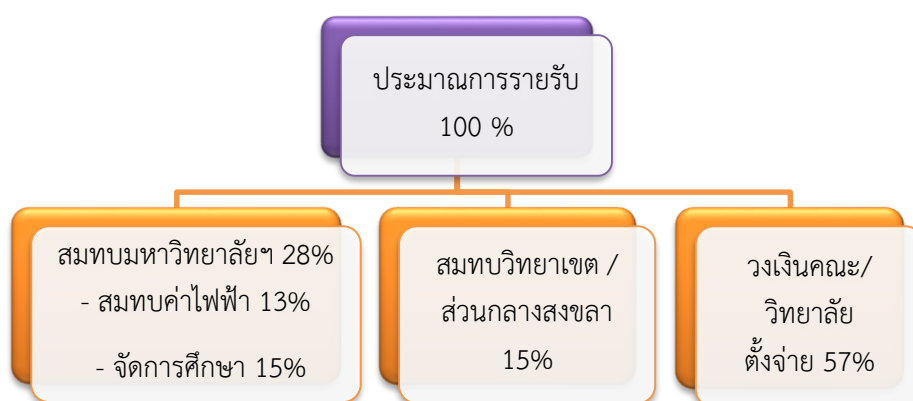 ประมาณการรายรับ
100 %
สมทบมหาวิทยาลัยฯ 28%
- สมทบค่าไฟฟ้า 13%
- จัดการศึกษา 15%
สมทบวิทยาเขต /
ส่วนกลางสงขลา
15%
วงเงินคณะ/
วิทยาลัย
ตั้งจ่าย 57%